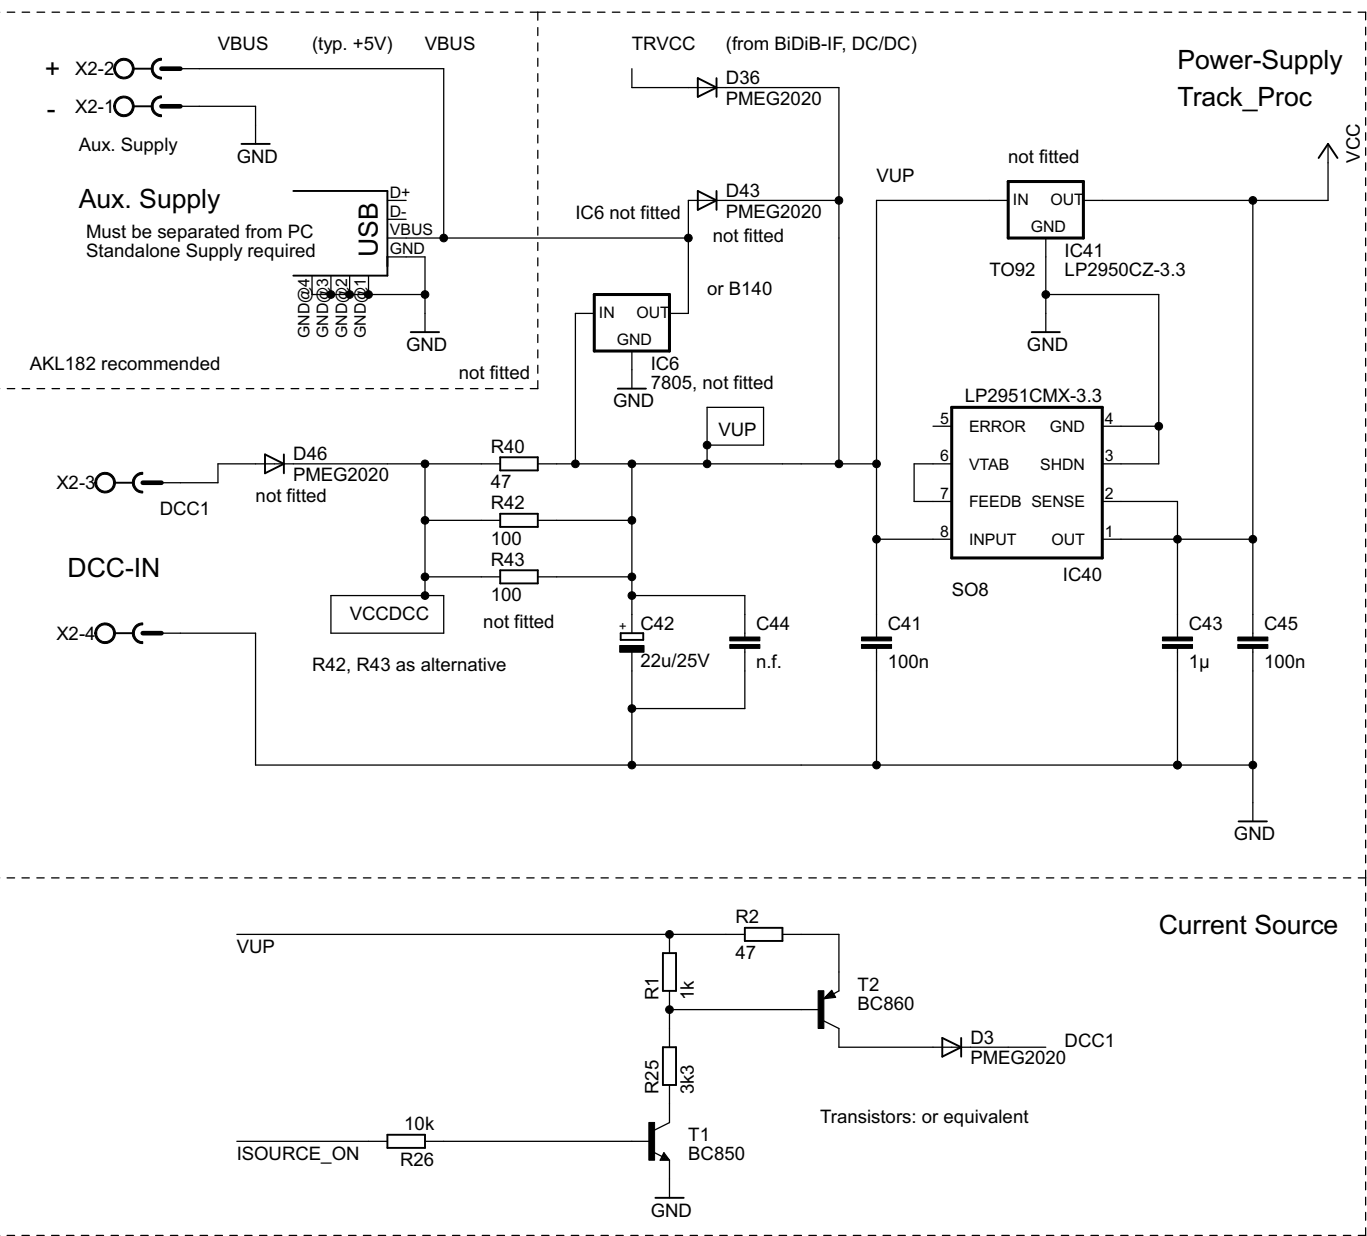 VBUS (typ. +5V) VBUS
+ X2-2
- X2-1
Aux. Supply
GND
Aux. Supply
Must be separated from PC
Standalone Supply required
USB
D+
D-
VBUS
GND
GND@4
GND@3
GND@2
GND@1
GND
AKL182 recommended
not fitted
TRVCC (from BiDiB-IF, DC/DC)
D36
PMEG2020
Power-Supply
Track_Proc
VCC
IC6 not fitted
D43
PMEG2020
not fitted
or B140
IN OUT
GND
IC6
7805, not fitted
GND
VUP
not fitted
IN OUT
GND
IC41
TO92 LP2950CZ-3.3
GND
VUP
LP2951CMX-3.3
5 ERROR GND 4
6 VTAB SHDN 3
7 FEEDB SENSE 2
8 INPUT OUT 1
IC40
SO8
X2-3
DCC1
D46
PMEG2020
not fitted
R40
47
R42
100
R43
100
not fitted
DCC-IN
VCCDCC
X2-4
R42, R43 as alternative
+
C42
22u/25V
C44
n.f.
C41
100n
C43
1µ
C45
100n
GND
Current Source
VUP
R2
47
R1
1k
T2
BC860
D3
PMEG2020
DCC1
R25
3k3
Transistors: or equivalent
10k
R26
ISOURCE_ON
T1
BC850
GND